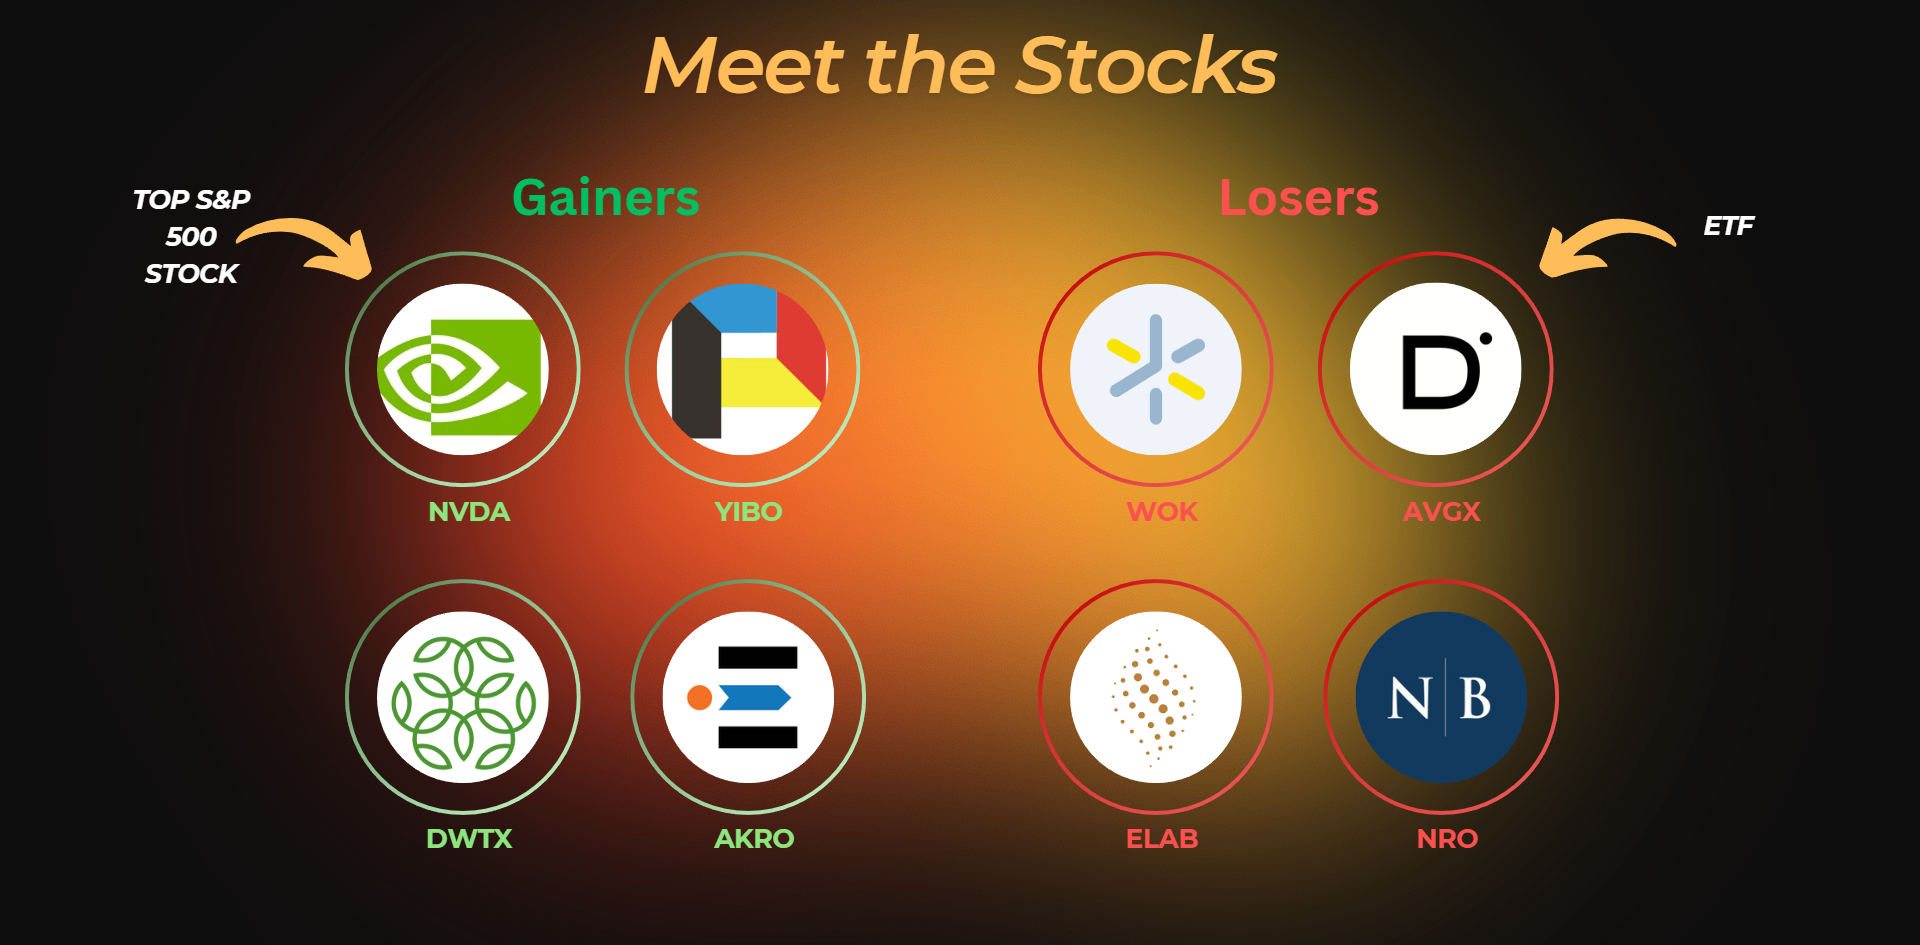 Meet the Stocks
TOP S&P
500
STOCK
Gainers
Losers
ETF
NVDA
YIBO
WOK
D
AVGX
DWTX
AKRO
ELAB
N|B
NRO